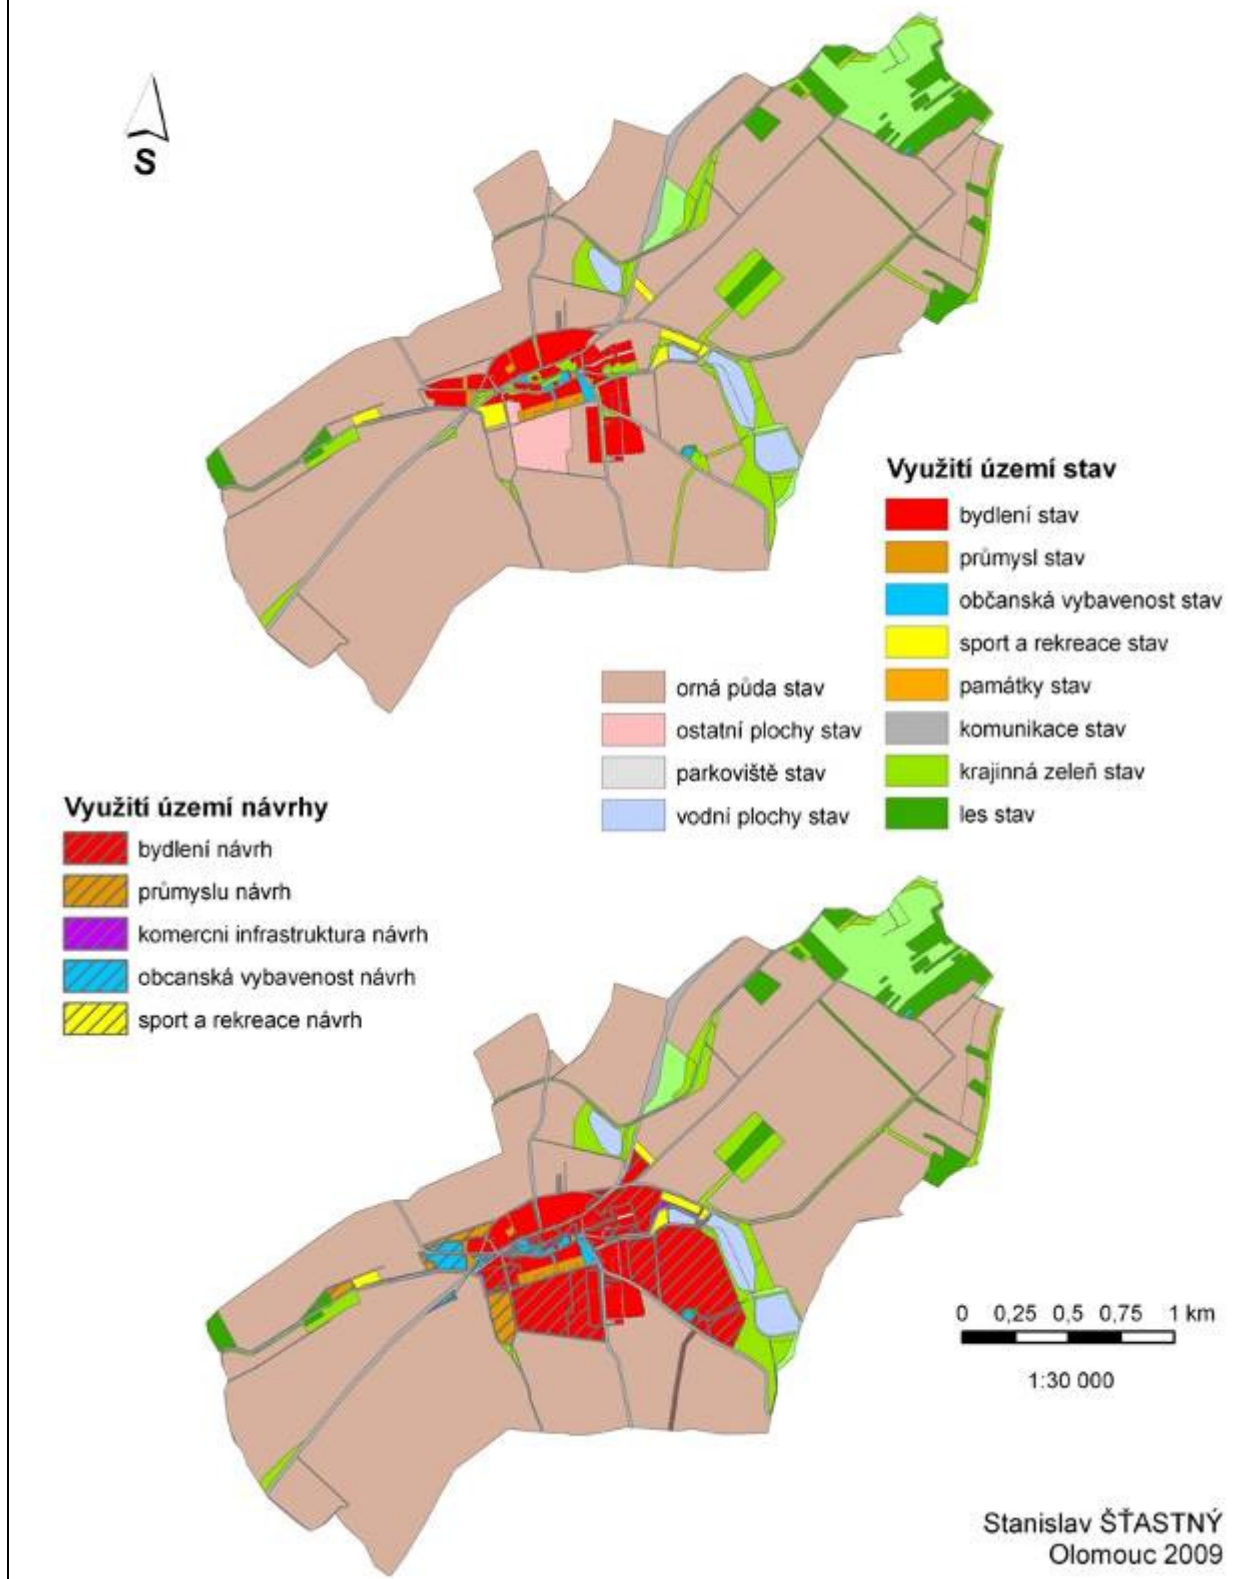 S
Využití území stav
bydlení stav
průmysl stav
občanská vybavenost stav
sport a rekreace stav
památky stav
komunikace stav
krajinná zeleň stav
les stav
orná půda stav
ostatní plochy stav
parkoviště stav
vodní plochy stav
Využití území návrhy
bydlení návrh
průmyslu návrh
komercni infrastruktura návrh
obcanská vybavenost návrh
sport a rekreace návrh
0 0,25 0,5 0,75 1 km
1:30 000
Stanislav ŠŤASTNÝ
Olomouc 2009